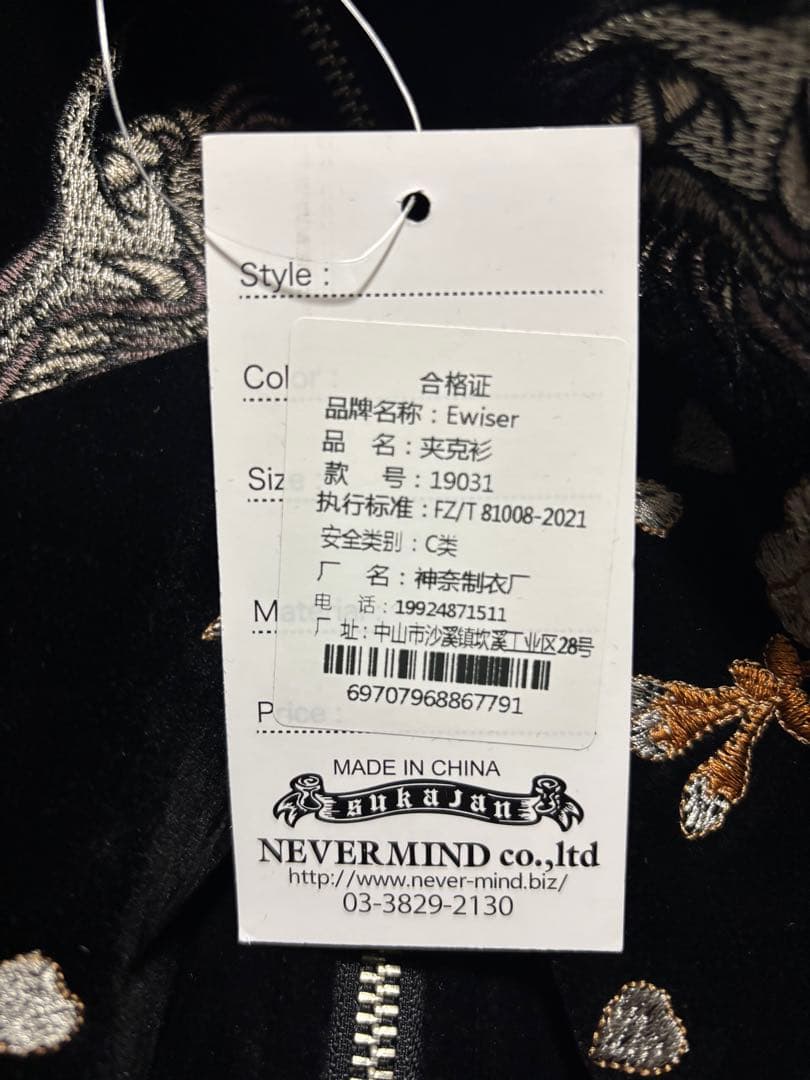 Style :
Color :
Size :
合格证
品牌名称：Ewiser
品 名：夹克衫
款 号：19031
执行标准：FZ/T 81008-2021
安全类别：C类
厂 名：神奈制衣厂
电 话：19924871511
厂 址：中山市沙溪镇坎溪工业区28号
69707968867791
Material :
Price :
MADE IN CHINA
sukajan
NEVERMIND co.,ltd
http://www.never-mind.biz/
03-3829-2130